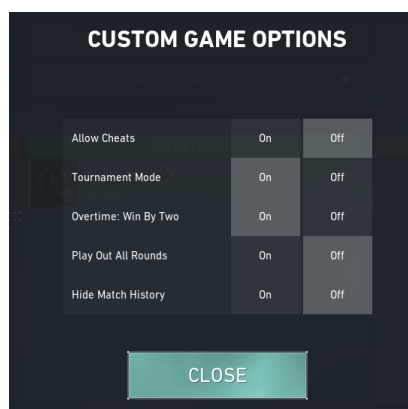 CUSTOM GAME OPTIONS
Allow Cheats On Off
Tournament Mode On Off
Overtime: Win By Two On Off
Play Out All Rounds On Off
Hide Match History On Off
CLOSE